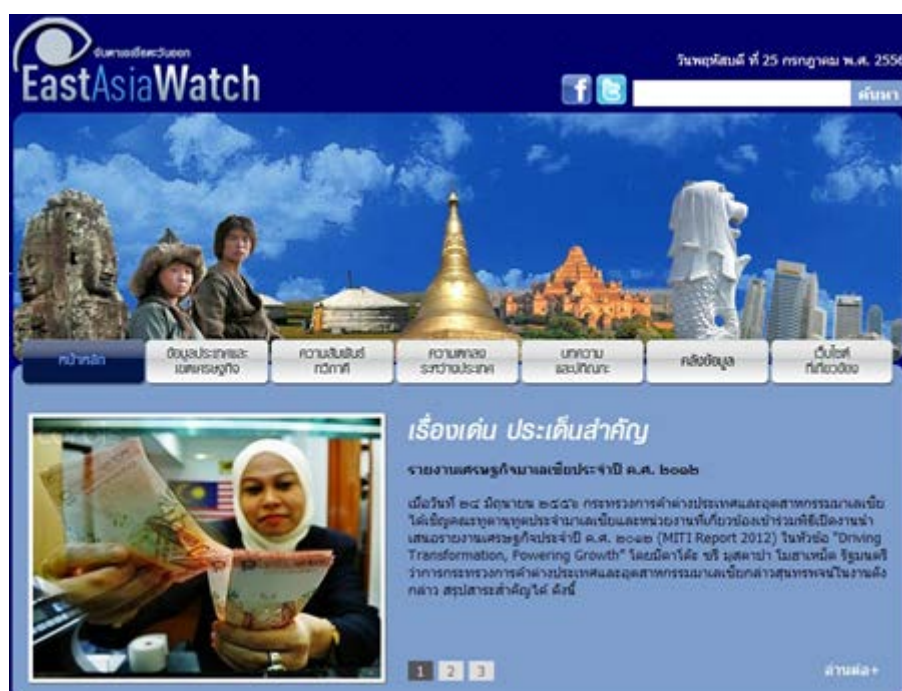 จับตาเอเชียตะวันออก
EastAsiaWatch
วันพฤหัสบดี ที่ 25 กรกฎาคม พ.ศ. 2556
ค้นหา
หน้าหลัก
ข้อมูลประเทศและ
เขตเศรษฐกิจ
ความสัมพันธ์
ทวิภาคี
ความตกลง
ระหว่างประเทศ
บทความ
และปกิณกะ
คลังข้อมูล
เว็บไซต์
ที่เกี่ยวข้อง
เรื่องเด่น ประเด็นสำคัญ
รายงานเศรษฐกิจมาเลเซียประจำปี ค.ศ. ๒๐๑๒
เมื่อวันที่ ๒๔ มิถุนายน ๒๕๕๖ กระทรวงการค้าต่างประเทศและอุตสาหกรรมมาเลเซีย
ได้เชิญคณะทูตานุทูตประจำมาเลเซียและหน่วยงานที่เกี่ยวข้องเข้าร่วมพิธีเปิดงานนำ
เสนอรายงานเศรษฐกิจประจำปี ค.ศ. ๒๐๑๒ (MITI Report 2012) ในหัวข้อ "Driving
Transformation, Powering Growth" โดยมีดาโต๊ะ ซรี มุสตาปา โมฮาเหม็ด รัฐมนตรี
ว่าการกระทรวงการค้าต่างประเทศและอุตสาหกรรมมาเลเซียกล่าวสุนทรพจน์ในงานดัง
กล่าว สรุปสาระสำคัญได้ ดังนี้
1 2 3
อ่านต่อ+